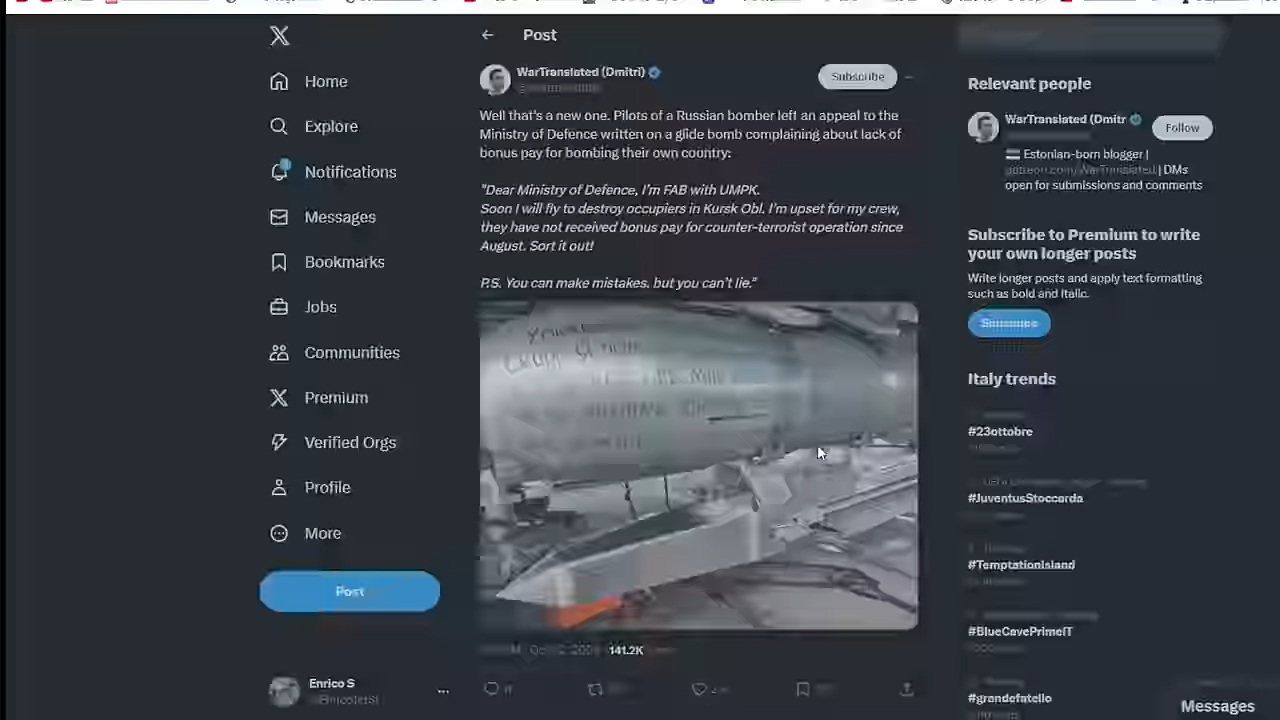 Post
WarTranslated (Dmitri)
Subscribe
Well that's a new one. Pilots of a Russian bomber left an appeal to the
Ministry of Defence written on a glide bomb complaining about lack of
bonus pay for bombing their own country:
"Dear Ministry of Defence, I'm FAB with UMPK.
Soon I will fly to destroy occupiers in Kursk Obl. I'm upset for my crew,
they have not received bonus pay for counter-terrorist operation since
August. Sort it out!
P.S. You can make mistakes, but you can't lie."
141.2K
Home
Explore
Notifications
Messages
Bookmarks
Jobs
Communities
Premium
Verified Orgs
Profile
More
Post
Enrico S
Relevant people
WarTranslated (Dmitr
Follow
Estonian-born blogger |
patreon.com/WarTranslated | DMs
open for submissions and comments
Subscribe to Premium to write
your own longer posts
Write longer posts and apply text formatting
such as bold and italic.
Subscribe
Italy trends
#23ottobre
#JuventusStoccarda
#TemptationIsland
#BlueCavePrimeIT
#grandefatello
Messages